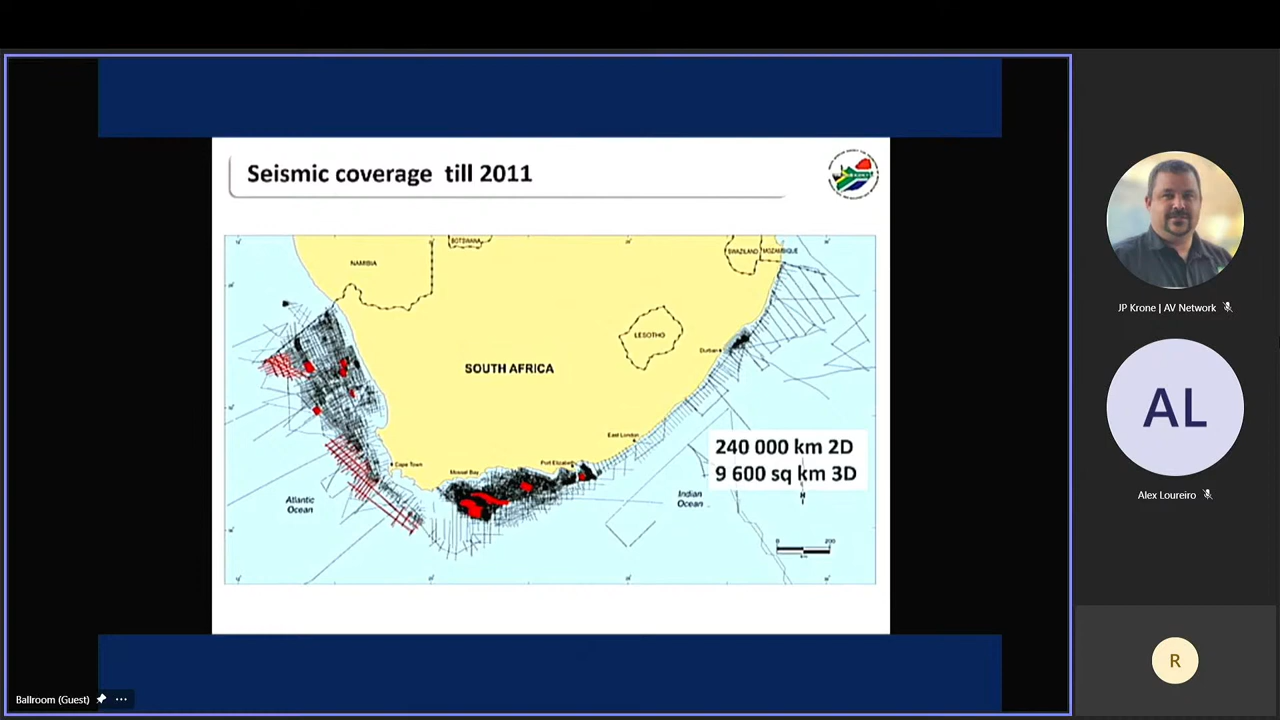 Seismic coverage till 2011
NAMIBIA
BOTSWANA
SWAZILAND
MOZAMBIQUE
LESOTHO
Durban
SOUTH AFRICA
East London
Port Elizabeth
Mossel Bay
Cape Town
240 000 km 2D
9 600 sq km 3D
Atlantic
Ocean
Indian
Ocean
N
0 200
JP Krone | AV Network
AL
Alex Loureiro
R
Ballroom (Guest)